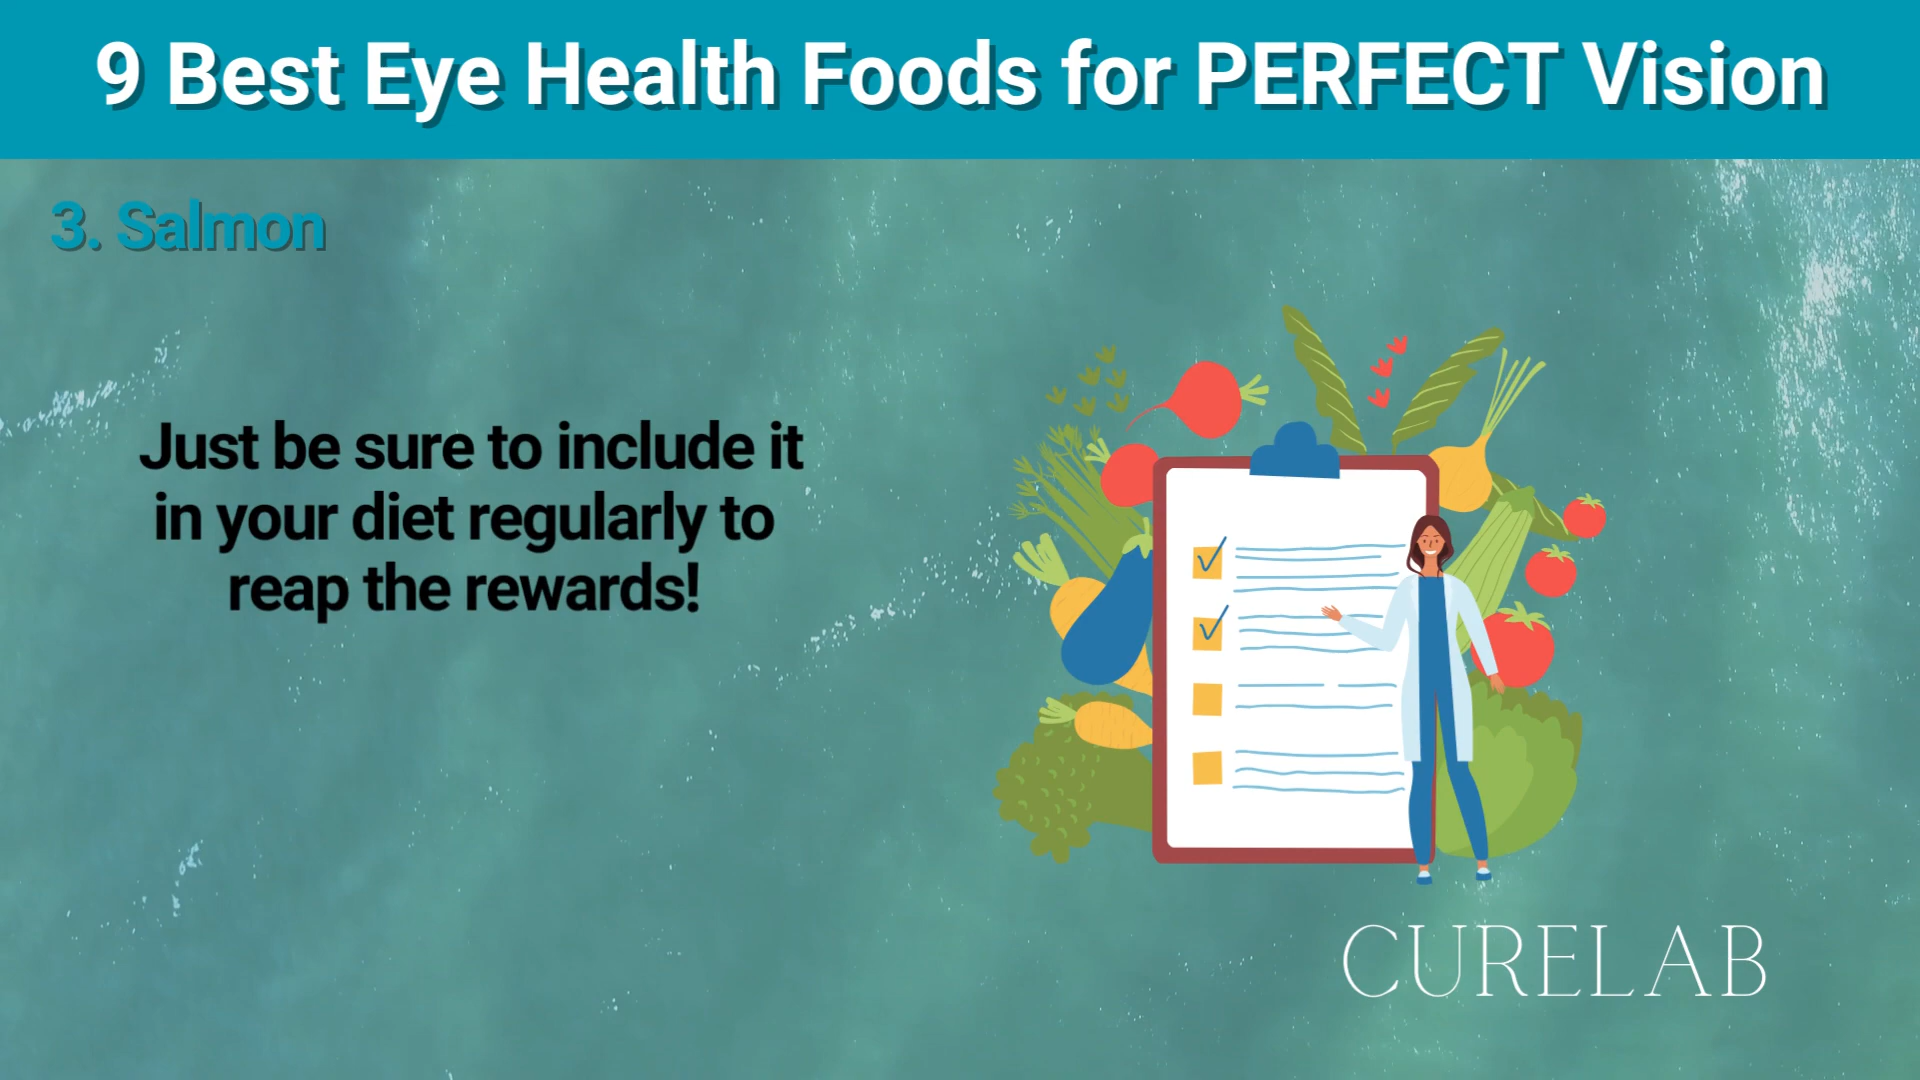 9 Best Eye Health Foods for PERFECT Vision
3. Salmon
Just be sure to include it
in your diet regularly to
reap the rewards!
CURELAB